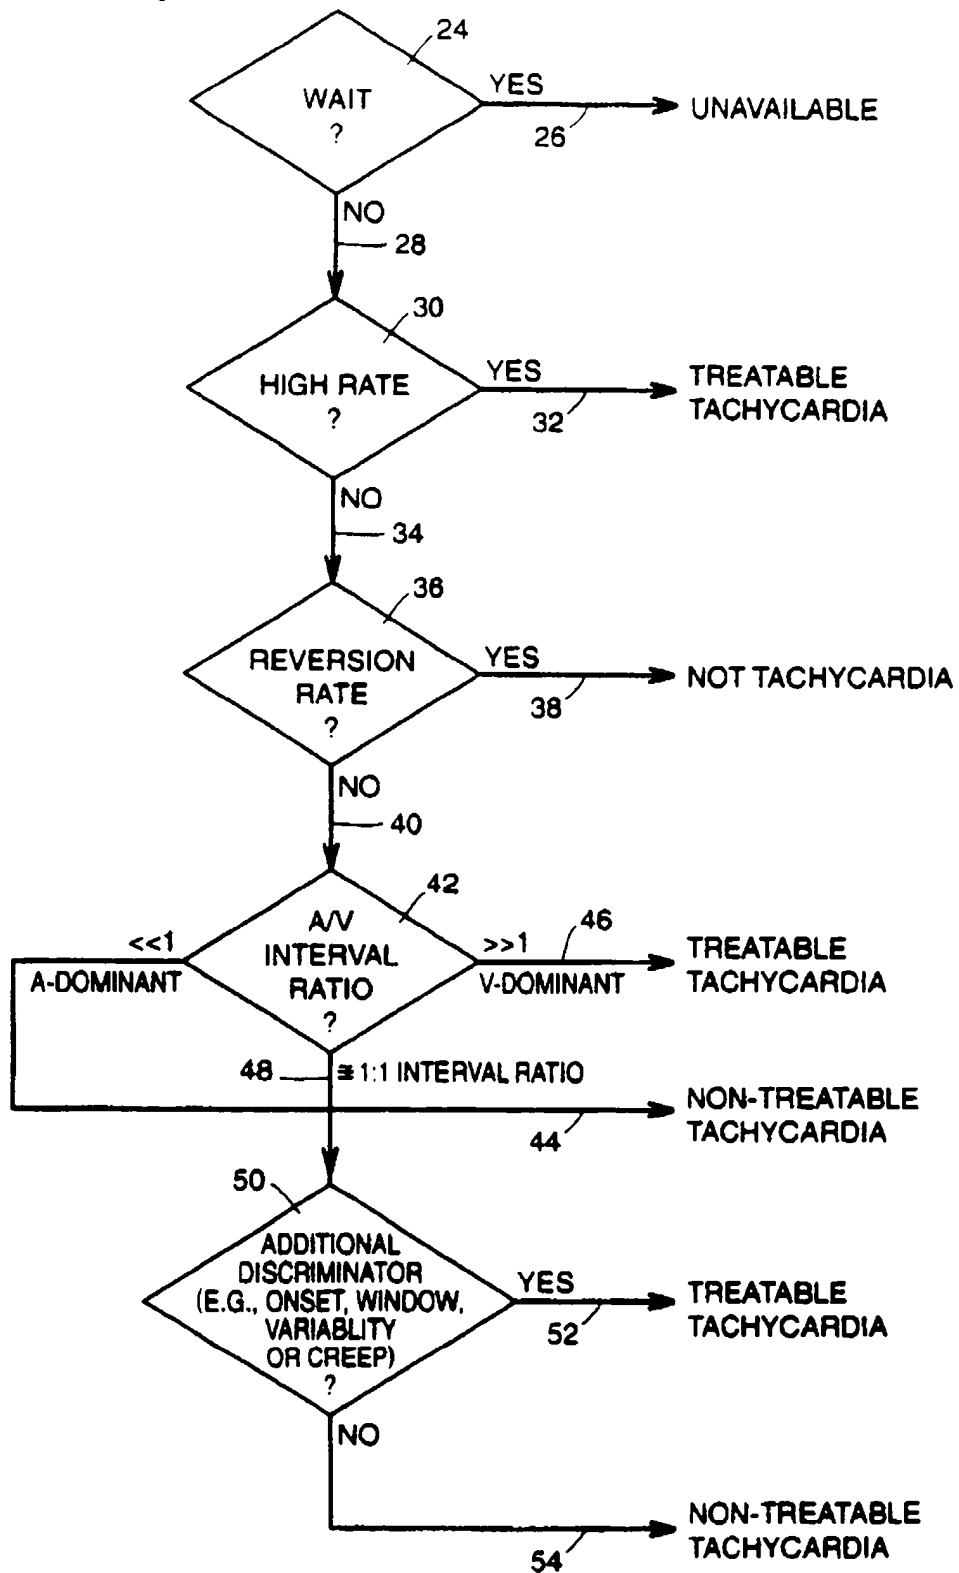 24
WAIT
?
YES
26
UNAVAILABLE
NO
28
30
HIGH RATE
?
YES
32
TREATABLE
TACHYCARDIA
NO
34
36
REVERSION
RATE
?
YES
38
NOT TACHYCARDIA
NO
40
42
A/V
INTERVAL
RATIO
?
<<1
A-DOMINANT
>>1
V-DOMINANT
46
TREATABLE
TACHYCARDIA
48
≅ 1:1 INTERVAL RATIO
44
NON-TREATABLE
TACHYCARDIA
50
ADDITIONAL
DISCRIMINATOR
(E.G., ONSET, WINDOW,
VARIABLITY
OR CREEP)
?
YES
52
TREATABLE
TACHYCARDIA
NO
54
NON-TREATABLE
TACHYCARDIA